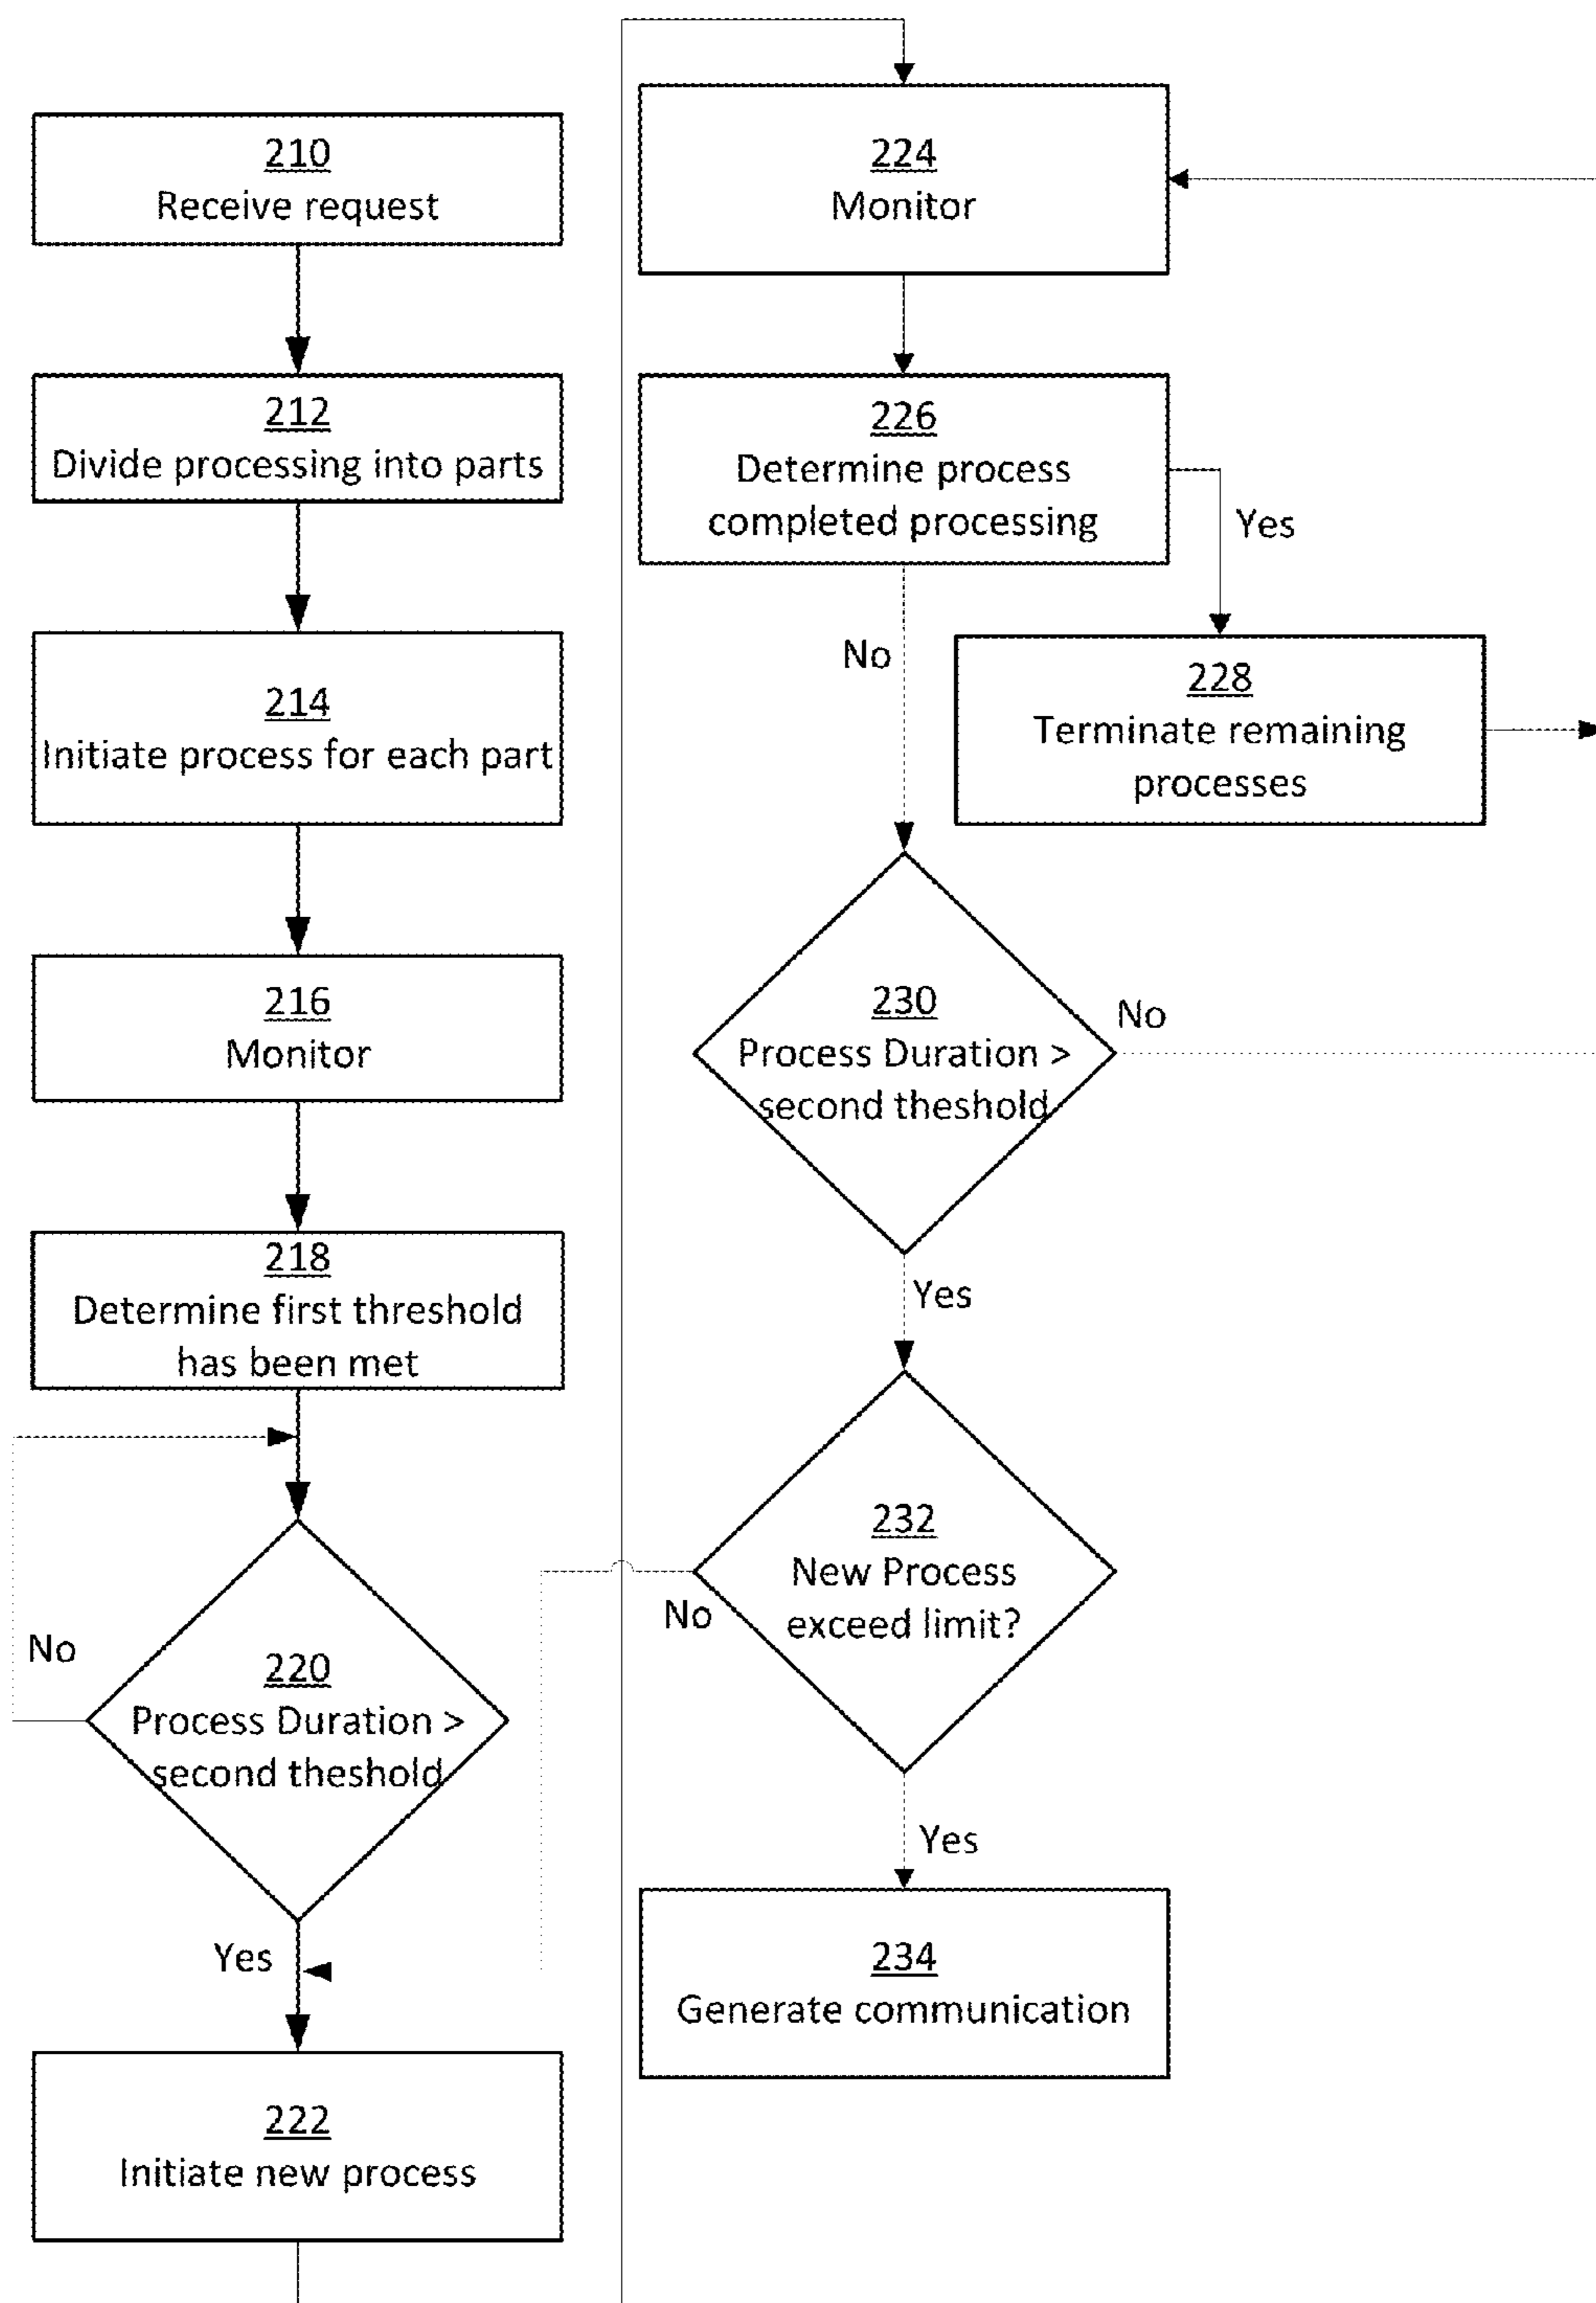 210
Receive request
212
Divide processing into parts
214
Initiate process for each part
216
Monitor
218
Determine first threshold
has been met
No
220
Process Duration >
second theshold
Yes
222
Initiate new process
224
Monitor
226
Determine process
completed processing
Yes
No
228
Terminate remaining
processes
230
Process Duration >
second theshold
No
Yes
232
New Process
exceed limit?
No
Yes
234
Generate communication